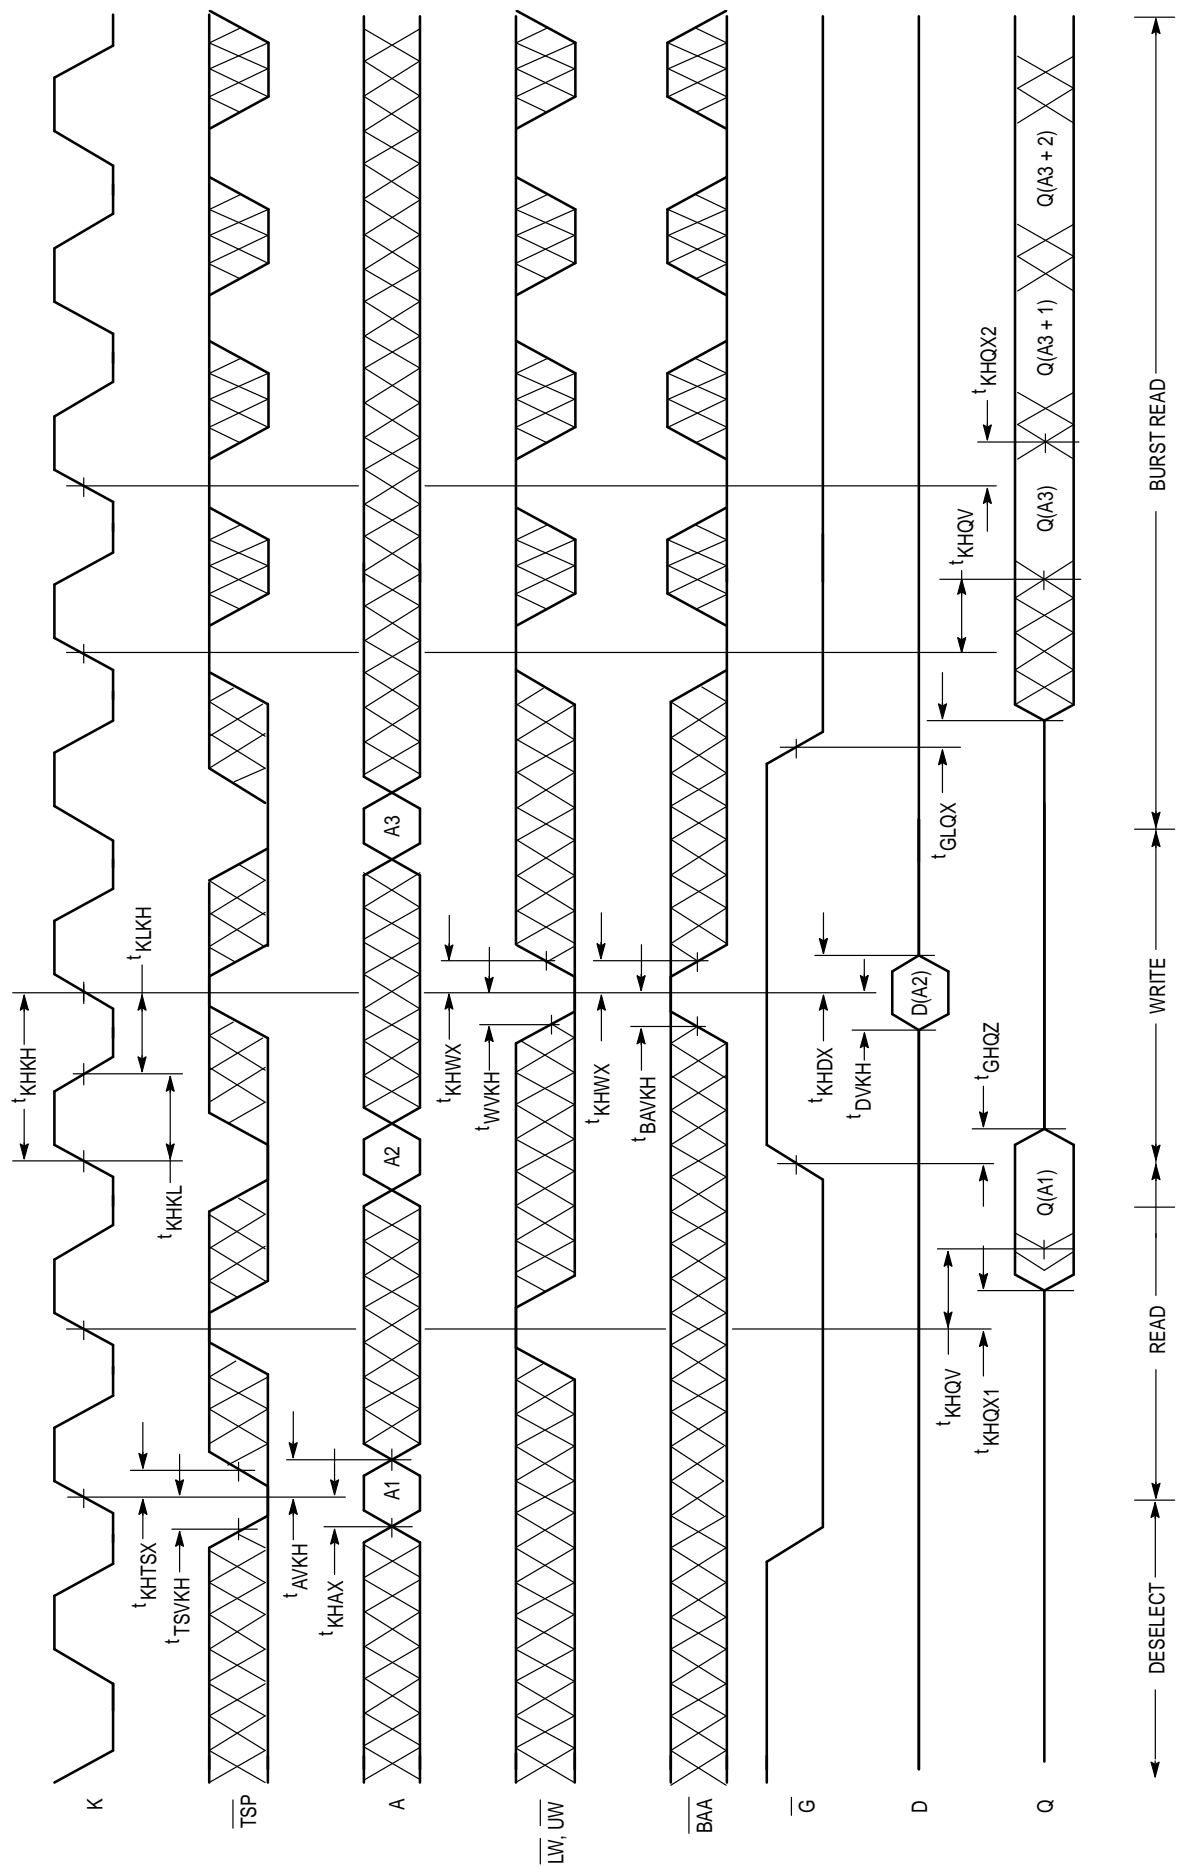 K
tKHKH
tKHKL
tKLKH
TSP
tKHTSX
tTSVKH
A
tAVKH
tKHAX
A1
A2
A3
LW, UW
tKHWX
tWVKH
BAA
tKHWX
tBAVKH
G
D
tKHDX
tDVKH
D(A2)
tGLQX
tKHQV
tKHQX1
tGHQZ
tKHQV
tKHQX2
Q
Q(A1)
Q(A3)
Q(A3 + 1)
Q(A3 + 2)
DESELECT
READ
WRITE
BURST READ